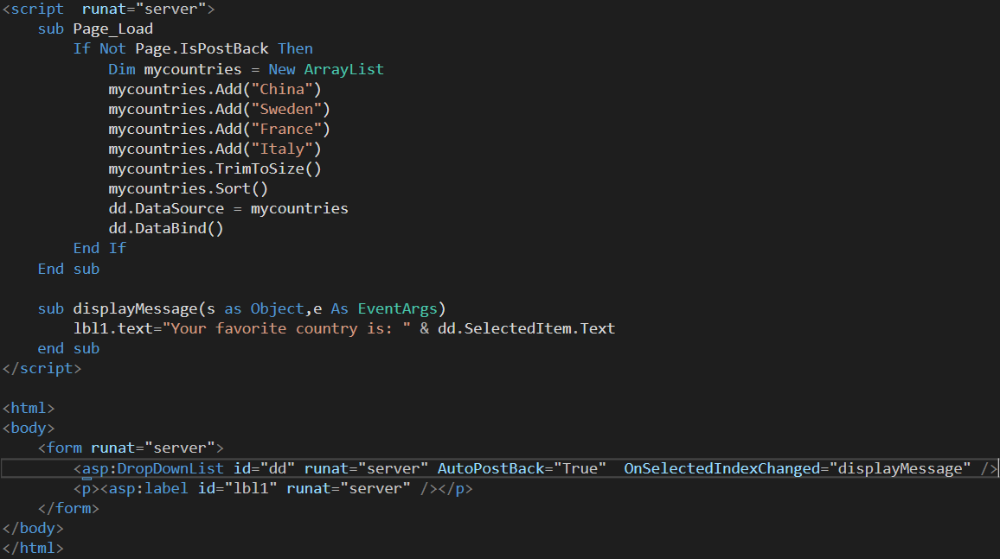 <script  runat="server">
    sub Page_Load
        If Not Page.IsPostBack Then
            Dim mycountries = New ArrayList
            mycountries.Add("China")
            mycountries.Add("Sweden")
            mycountries.Add("France")
            mycountries.Add("Italy")
            mycountries.TrimToSize()
            mycountries.Sort()
            dd.DataSource = mycountries
            dd.DataBind()
        End If
    End sub

    sub displayMessage(s as Object,e As EventArgs)
        lbl1.text="Your favorite country is: " & dd.SelectedItem.Text
    end sub
</script>

<html>
<body>
    <form runat="server">
        <asp:DropDownList id="dd" runat="server" AutoPostBack="True"  OnSelectedIndexChanged="displayMessage" />
        <p><asp:label id="lbl1" runat="server" /></p>
    </form>
</body>
</html>